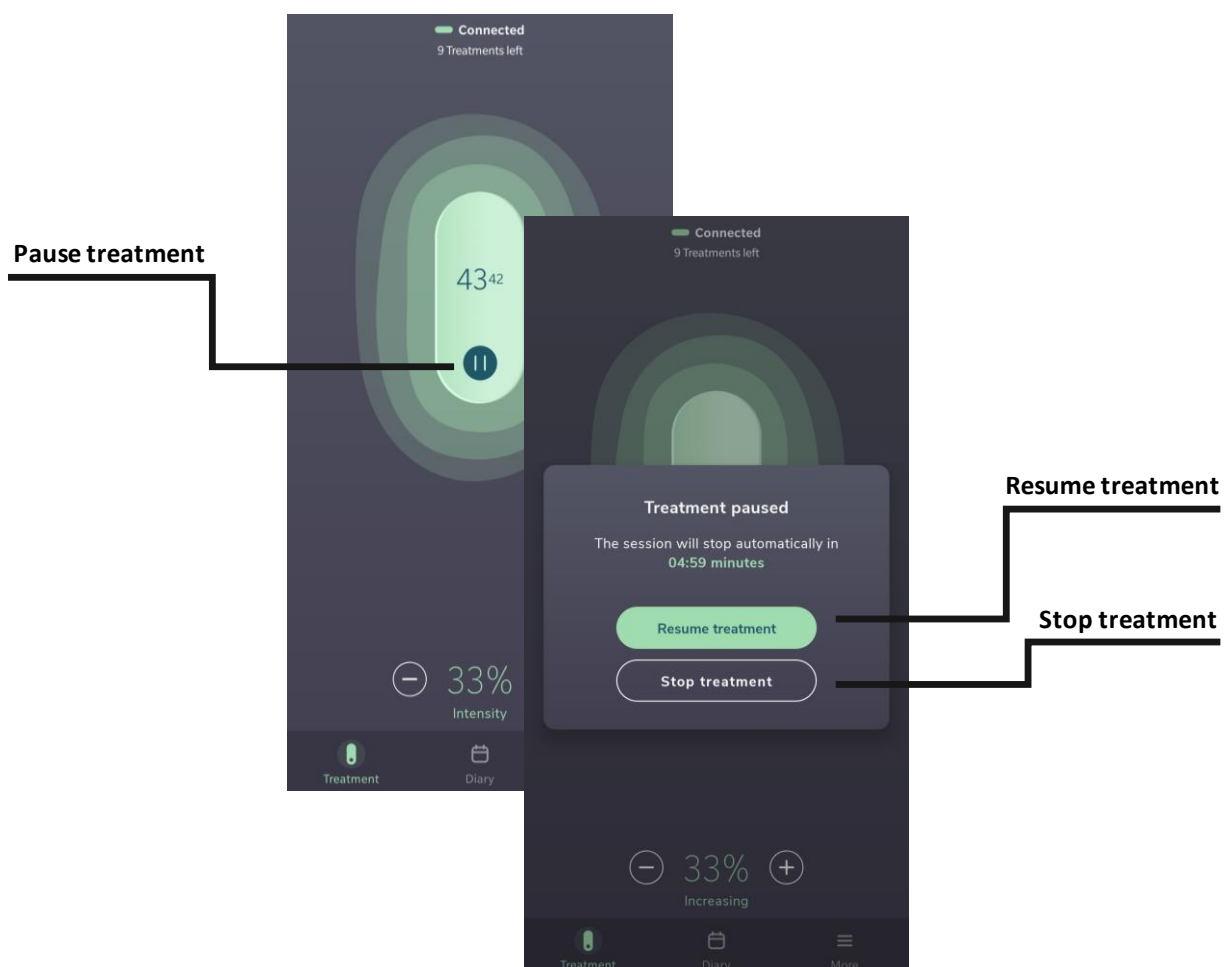 Connected
9 Treatments left
Pause treatment
43 42
33%
Intensity
Treatment
Diary
Connected
9 Treatments left
Treatment paused
The session will stop automatically in
04:59 minutes
Resume treatment
Stop treatment
Resume treatment
Stop treatment
33%
Increasing
Treatment
Diary
More